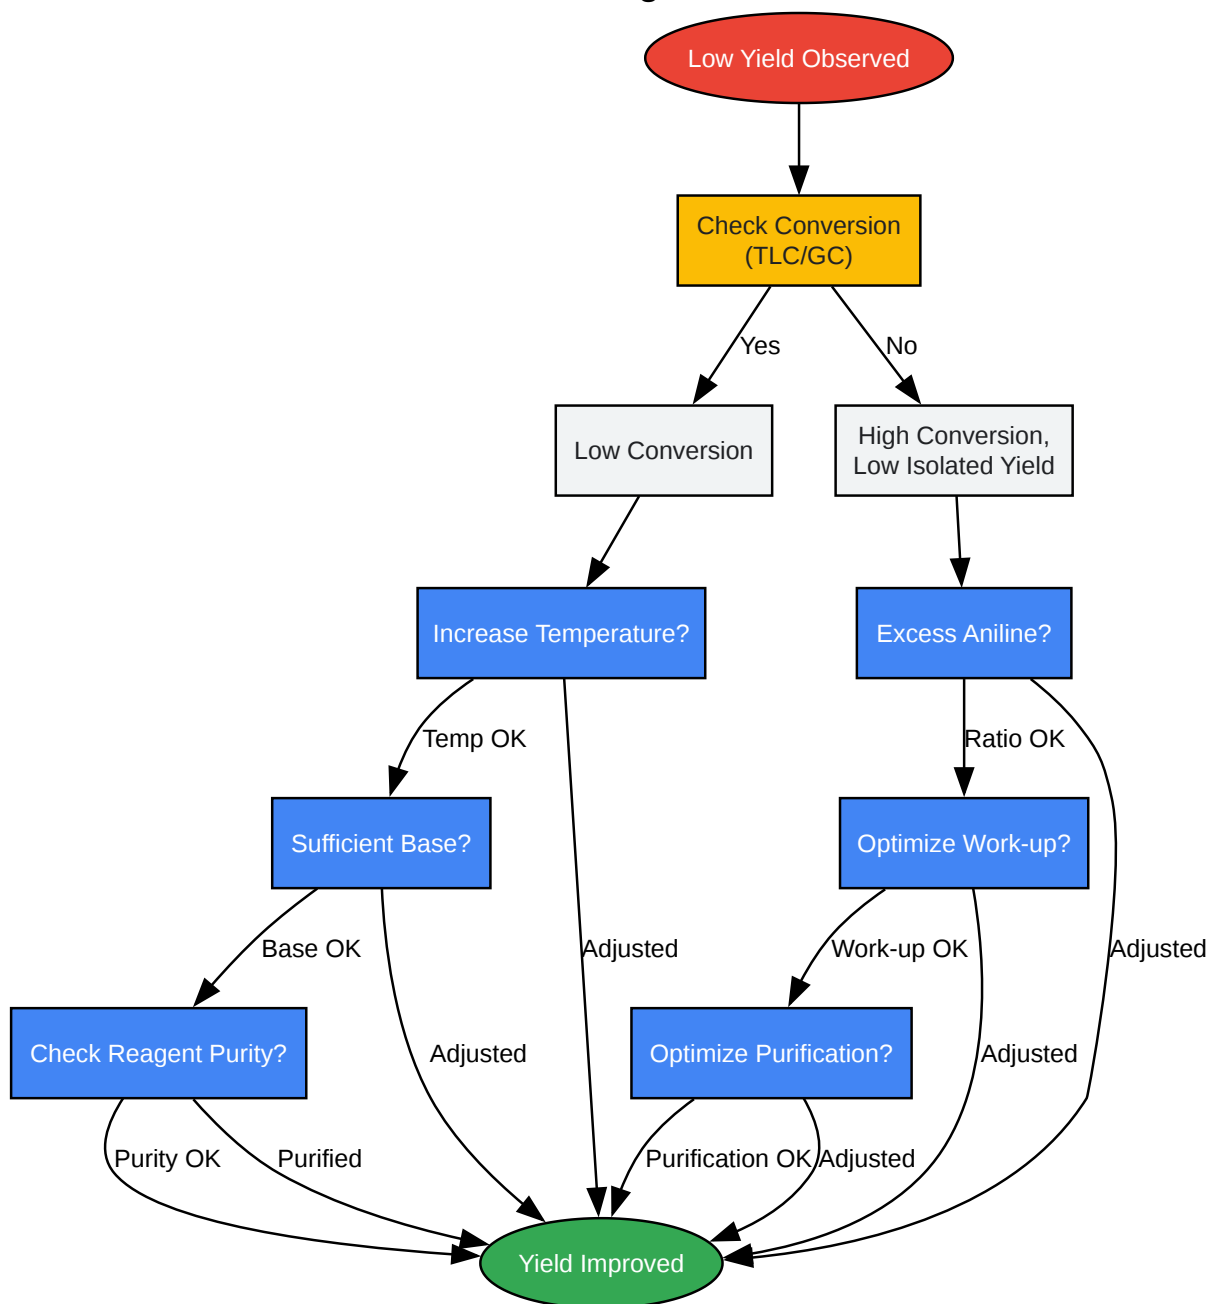 Low Yield Observed
Check Conversion
(TLC/GC)
Yes
No
Low Conversion
High Conversion,
Low Isolated Yield
Increase Temperature?
Excess Aniline?
Temp OK
Ratio OK
Sufficient Base?
Optimize Work-up?
Base OK
Adjusted
Work-up OK
Adjusted
Check Reagent Purity?
Adjusted
Optimize Purification?
Adjusted
Purity OK
Purified
Purification OK
Adjusted
Yield Improved